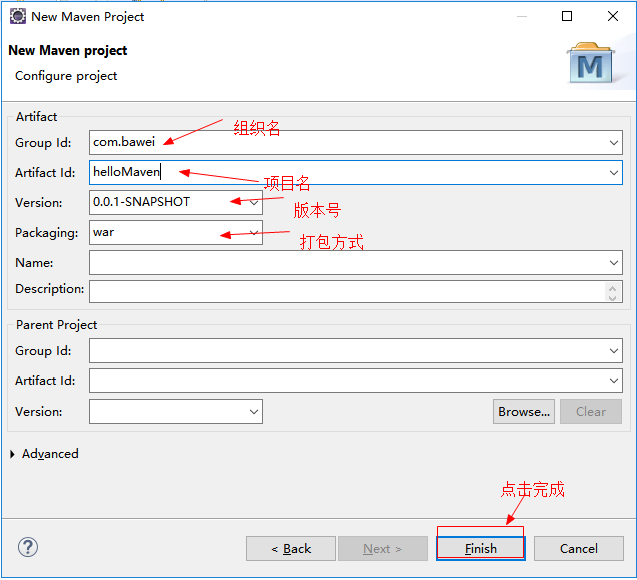 New Maven Project
New Maven project
Configure project
M
Artifact
Group Id: com.bawei 组织名
Artifact Id: helloMaven 项目名
Version: 0.0.1-SNAPSHOT 版本号
Packaging: war 打包方式
Name:
Description:
Parent Project
Group Id:
Artifact Id:
Version: Browse... Clear
Advanced
点击完成
? < Back Next > Finish Cancel